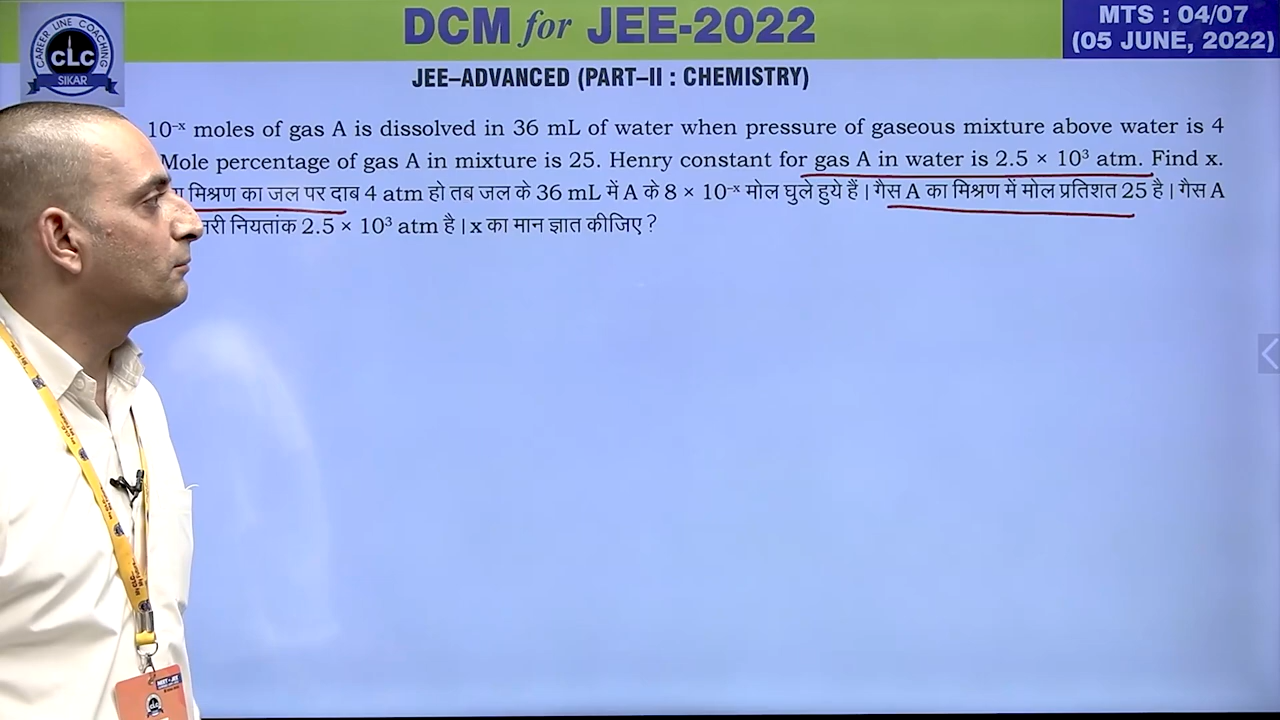 DCM for JEE-2022
MTS : 04/07
(05 JUNE, 2022)
CAREER LINE COACHING
CLC
SIKAR
JEE–ADVANCED (PART–II : CHEMISTRY)
10⁻ˣ moles of gas A is dissolved in 36 mL of water when pressure of gaseous mixture above water is 4
Mole percentage of gas A in mixture is 25. Henry constant for gas A in water is 2.5 × 10³ atm. Find x.
मिश्रण का जल पर दाब 4 atm हो तब जल के 36 mL में A के 8 × 10⁻ˣ मोल घुले हुये हैं। गैस A का मिश्रण में मोल प्रतिशत 25 है। गैस A
नियतांक 2.5 × 10³ atm है। x का मान ज्ञात कीजिए ?
CLC